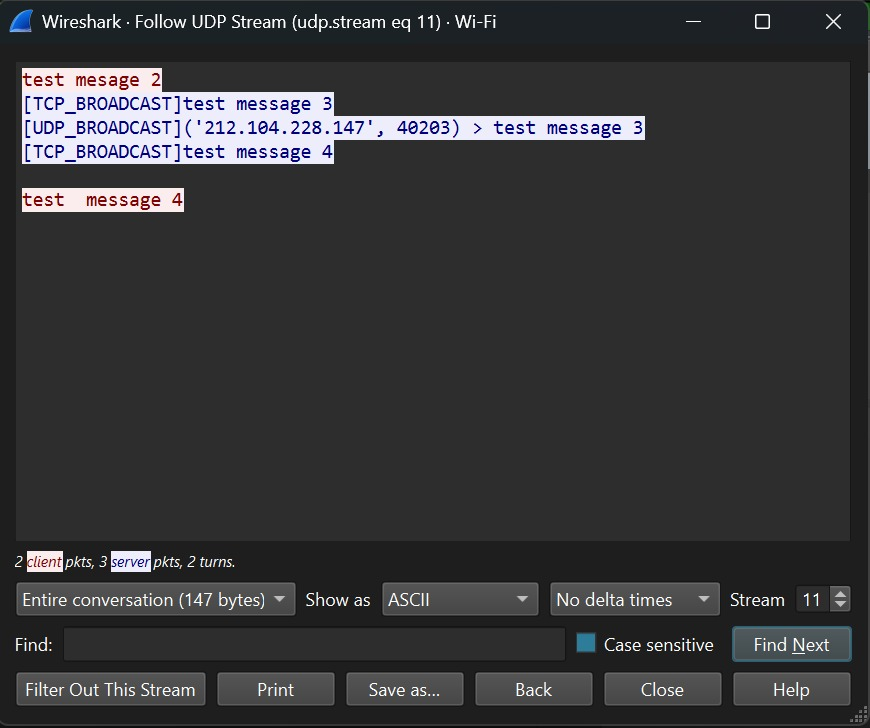 Wireshark · Follow UDP Stream (udp.stream eq 11) · Wi-Fi
test mesage 2
[TCP_BROADCAST]test message 3
[UDP_BROADCAST]('212.104.228.147', 40203) > test message 3
[TCP_BROADCAST]test message 4
test  message 4
2 client pkts, 3 server pkts, 2 turns.
Entire conversation (147 bytes) Show as ASCII No delta times Stream 11
Find: Case sensitive Find Next
Filter Out This Stream Print Save as... Back Close Help